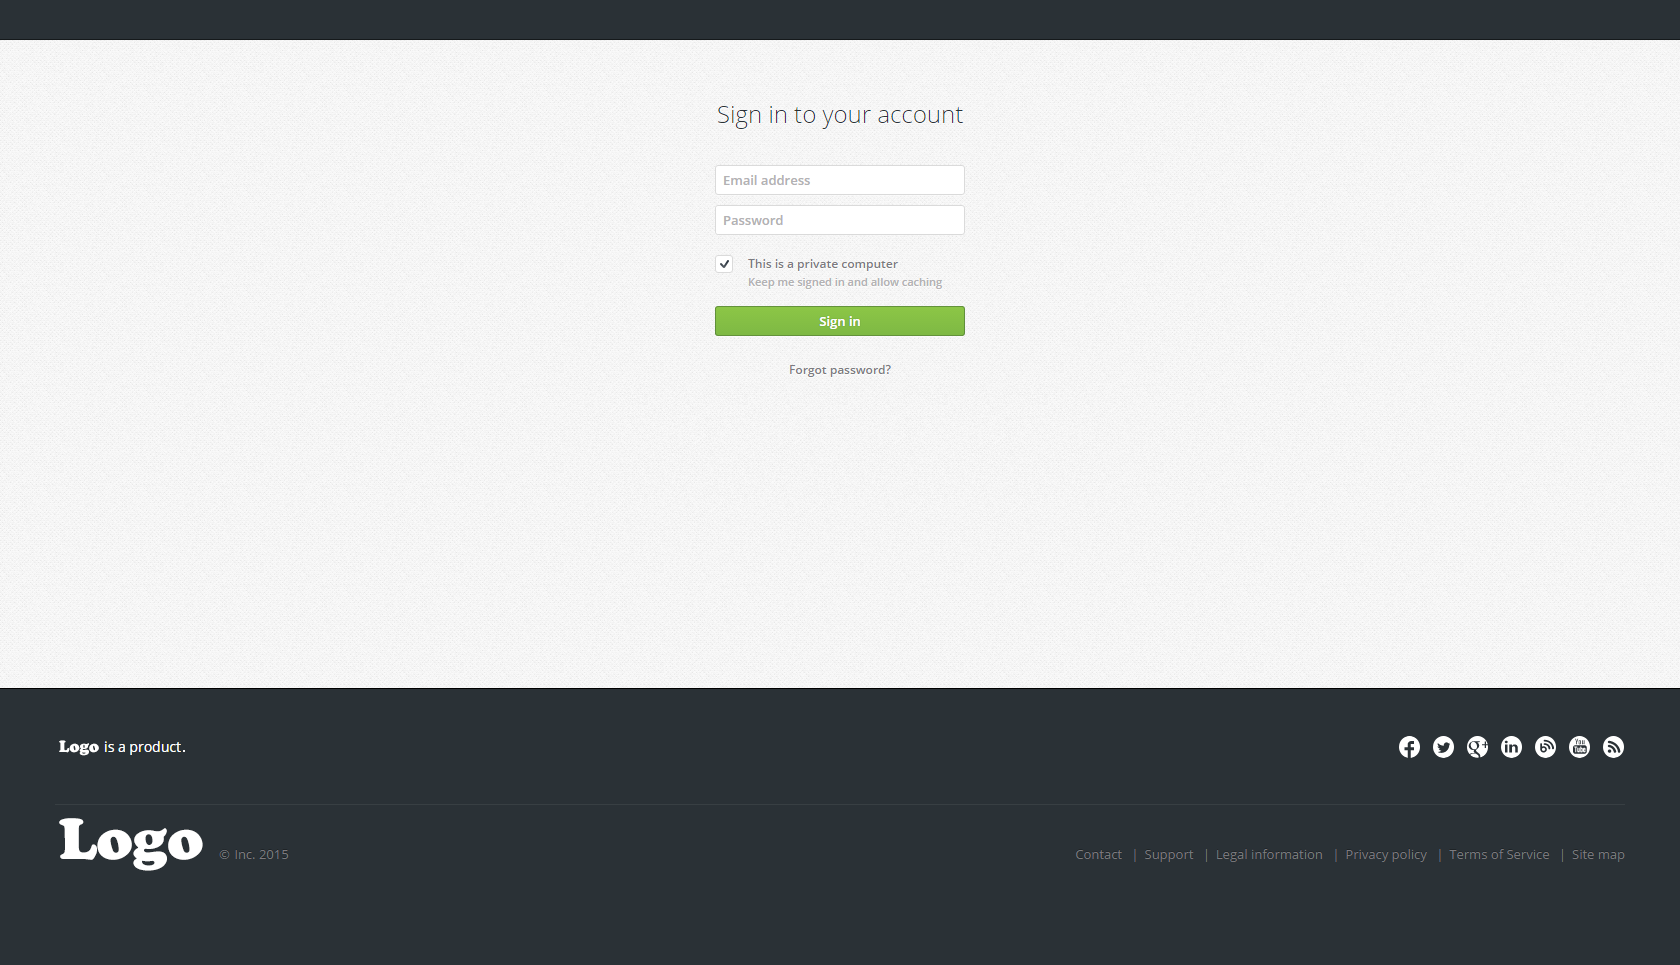 Sign in to your account
Email address
Password
This is a private computer
Keep me signed in and allow caching
Sign in
Forgot password?
Logo is a product.
You Tube
Logo © Inc. 2015
Contact | Support | Legal information | Privacy policy | Terms of Service | Site map